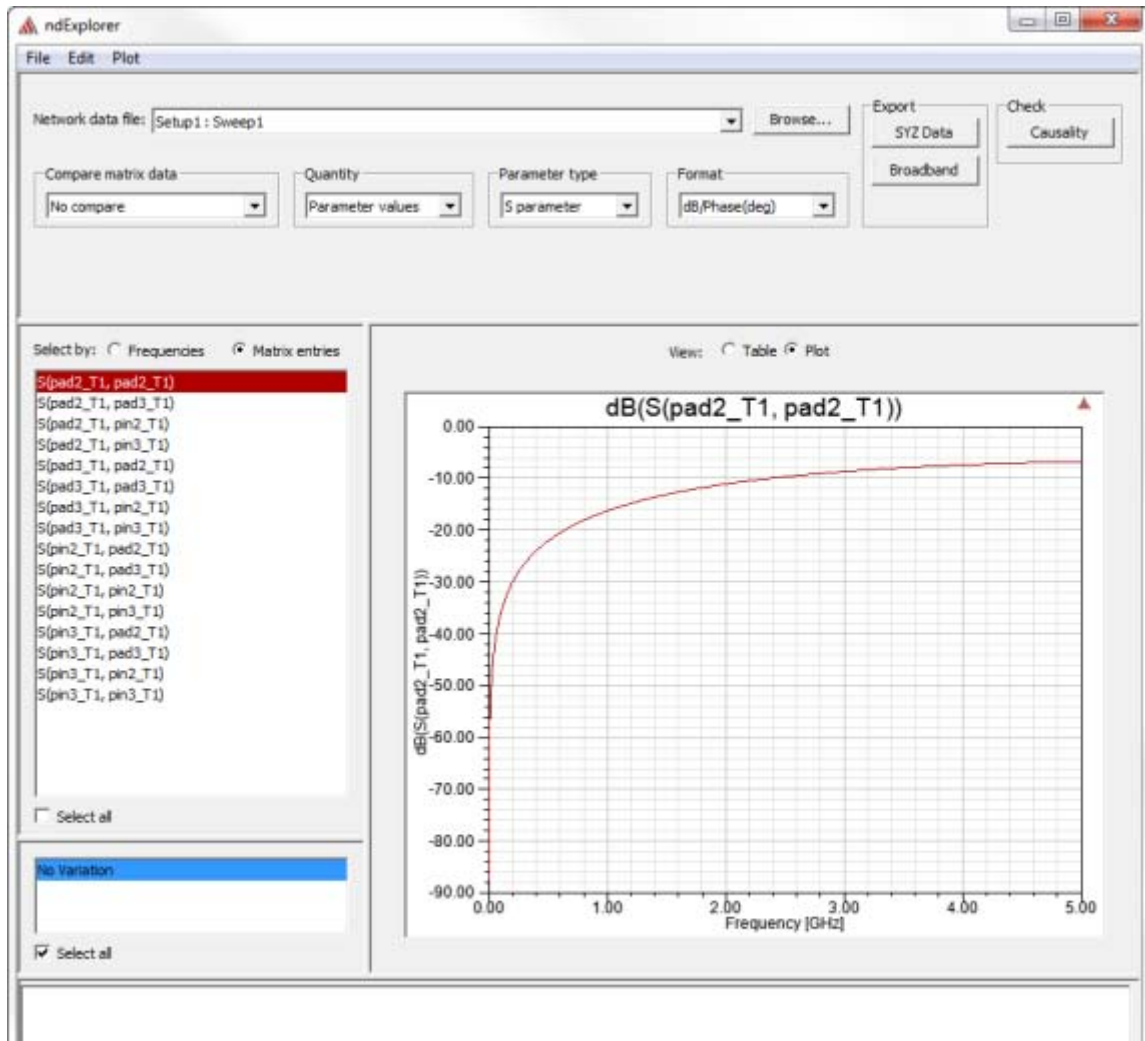 ndExplorer
File Edit Plot
Network data file: Setup1 : Sweep1
Browse...
Export
SYZ Data
Broadband
Check
Causality
Compare matrix data
No compare
Quantity
Parameter values
Parameter type
S parameter
Format
dB/Phase(deg)
Select by: Frequencies Matrix entries
S(pad2_T1, pad2_T1)
S(pad2_T1, pad3_T1)
S(pad2_T1, pin2_T1)
S(pad2_T1, pin3_T1)
S(pad3_T1, pad2_T1)
S(pad3_T1, pad3_T1)
S(pad3_T1, pin2_T1)
S(pad3_T1, pin3_T1)
S(pin2_T1, pad2_T1)
S(pin2_T1, pad3_T1)
S(pin2_T1, pin2_T1)
S(pin2_T1, pin3_T1)
S(pin3_T1, pad2_T1)
S(pin3_T1, pad3_T1)
S(pin3_T1, pin2_T1)
S(pin3_T1, pin3_T1)
Select all
No Variation
Select all
View: Table Plot
dB(S(pad2_T1, pad2_T1))
dB(S(pad2_T1, pad2_T1))
0.00
-10.00
-20.00
-30.00
-40.00
-50.00
-60.00
-70.00
-80.00
-90.00
0.00 1.00 2.00 3.00 4.00 5.00
Frequency [GHz]